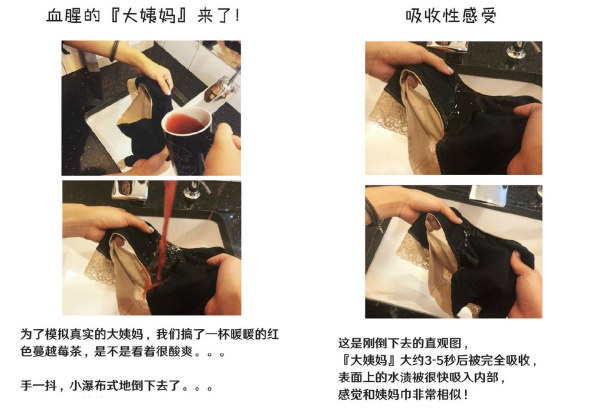 血腥的『大姨妈』来了!
为了模拟真实的大姨妈，我们搞了一杯暖暖的红
色蔓越莓茶，是不是看着很酸爽。。。
手一抖，小瀑布式地倒下去了。。。
吸收性感受
这是刚倒下去的直观图，
『大姨妈』大约3-5秒后被完全吸收，
表面上的水渍被很快吸入内部，
感觉和姨妈巾非常相似！